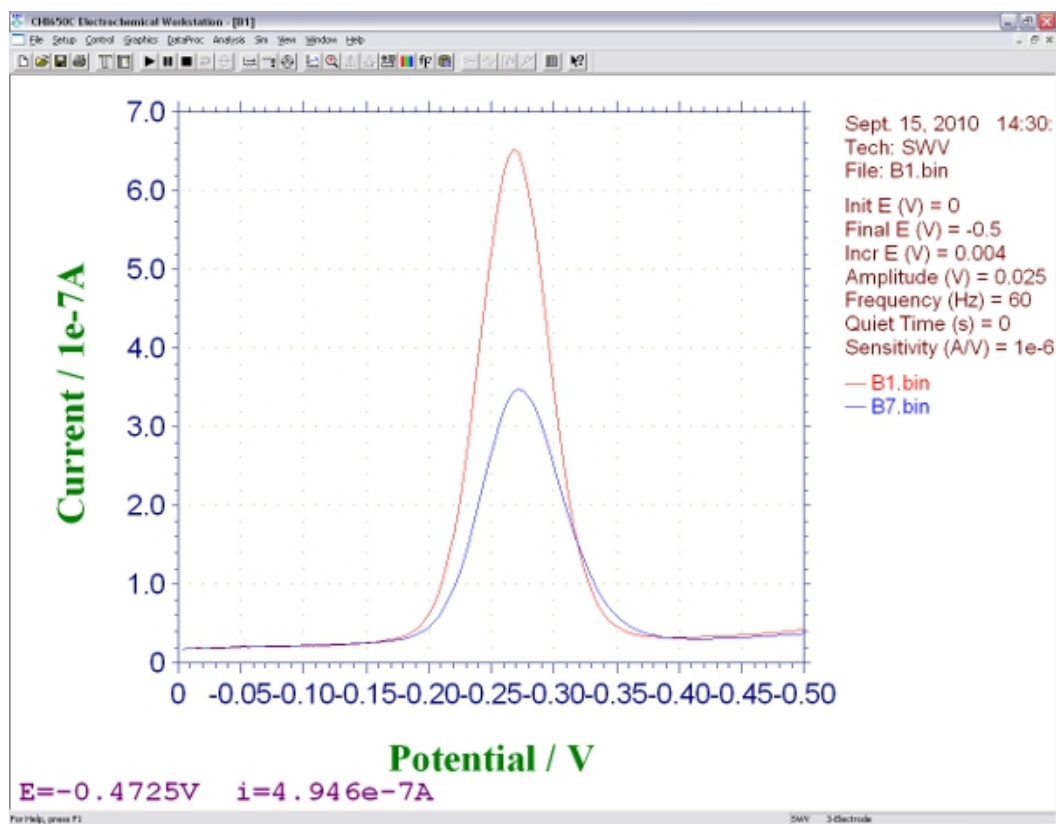 CHI650C Electrochemical Workstation - [B1]
File Setup Control Graphics DataProc Analysis Sim View Window Help
7.0
6.0
5.0
4.0
3.0
2.0
1.0
0
Current / 1e-7A
0 -0.05-0.10-0.15-0.20-0.25-0.30-0.35-0.40-0.45-0.50
Potential / V
Sept. 15, 2010 14:30:
Tech: SWV
File: B1.bin
Init E (V) = 0
Final E (V) = -0.5
Incr E (V) = 0.004
Amplitude (V) = 0.025
Frequency (Hz) = 60
Quiet Time (s) = 0
Sensitivity (A/V) = 1e-6
B1.bin
B7.bin
E=-0.4725V i=4.946e-7A
For Help, press F1
SWV 3-Electrode